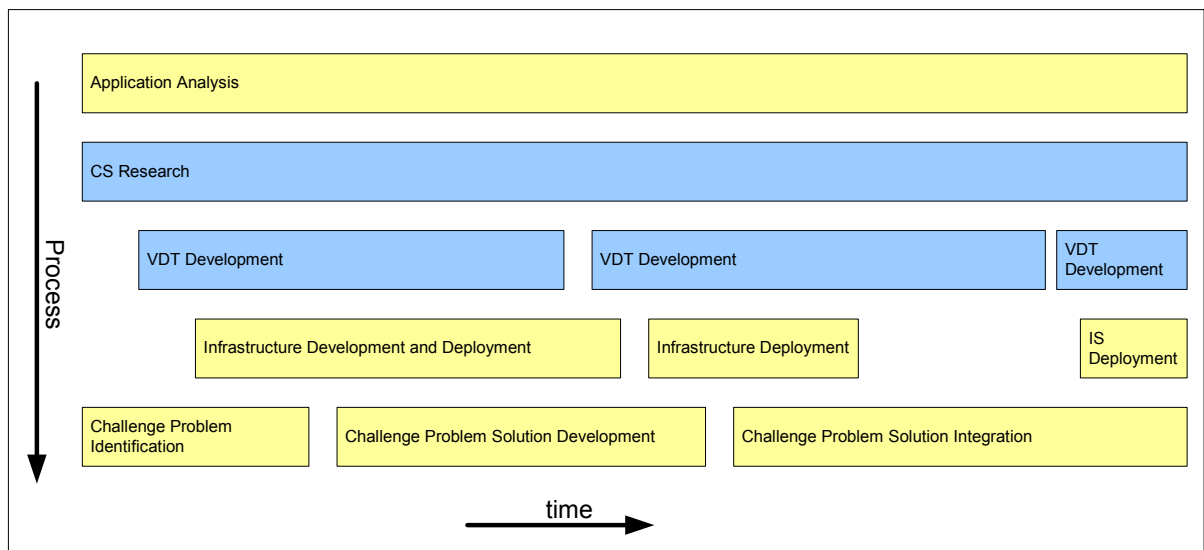 Application Analysis
CS Research
Process
VDT Development
VDT Development
VDT
Development
Infrastructure Development and Deployment
Infrastructure Deployment
IS
Deployment
Challenge Problem
Identification
Challenge Problem Solution Development
Challenge Problem Solution Integration
time